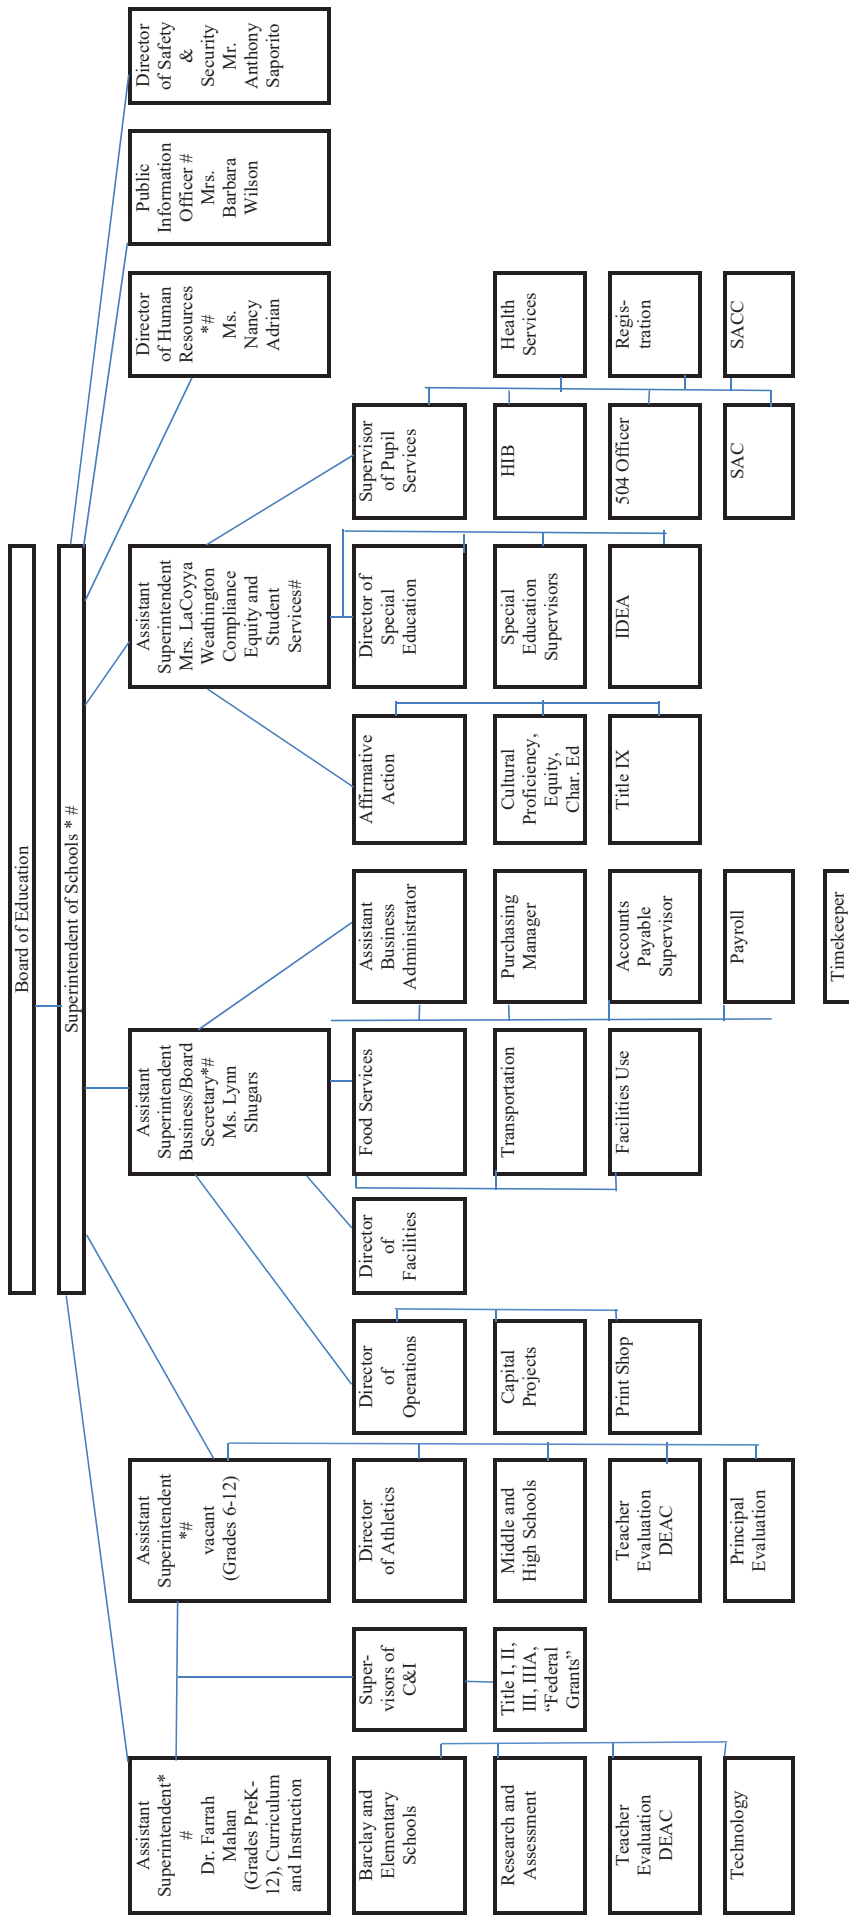 Board of Education
Superintendent of Schools * #
Assistant
Superintendent*
#
Dr. Farrah
Mahan
(Grades PreK-
12), Curriculum
and Instruction
Assistant
Superintendent
*#
vacant
(Grades 6-12)
Assistant
Superintendent
Business/Board
Secretary*#
Ms. Lynn
Shugars
Assistant
Superintendent
Mrs. LaCoyya
Weathington
Compliance
Equity and
Student
Services#
Director
of Human
Resources
*#
Ms.
Nancy
Adrian
Public
Information
Officer #
Mrs.
Barbara
Wilson
Director
of Safety
&
Security
Mr.
Anthony
Saporito
Barclay and
Elementary
Schools
Super-
visors of
C&I
Director
of Athletics
Director
of
Operations
Director
of
Facilities
Food Services
Assistant
Business
Administrator
Affirmative
Action
Director of
Special
Education
Supervisor
of Pupil
Services
Research and
Assessment
Title I, II,
III, IIIA,
“Federal
Grants”
Middle and
High Schools
Capital
Projects
Transportation
Purchasing
Manager
Cultural
Proficiency,
Equity,
Char. Ed
Special
Education
Supervisors
HIB
Health
Services
Teacher
Evaluation
DEAC
Teacher
Evaluation
DEAC
Print Shop
Facilities Use
Accounts
Payable
Supervisor
Title IX
IDEA
504 Officer
Regis-
tration
Technology
Principal
Evaluation
Payroll
SAC
SACC
Timekeeper